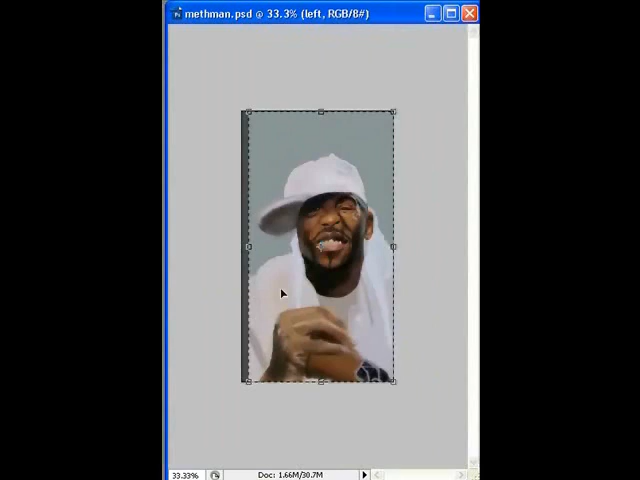 methman.psd @ 33.3% (left, RGB/8#)
33.33%
Doc: 1.66M/30.7M